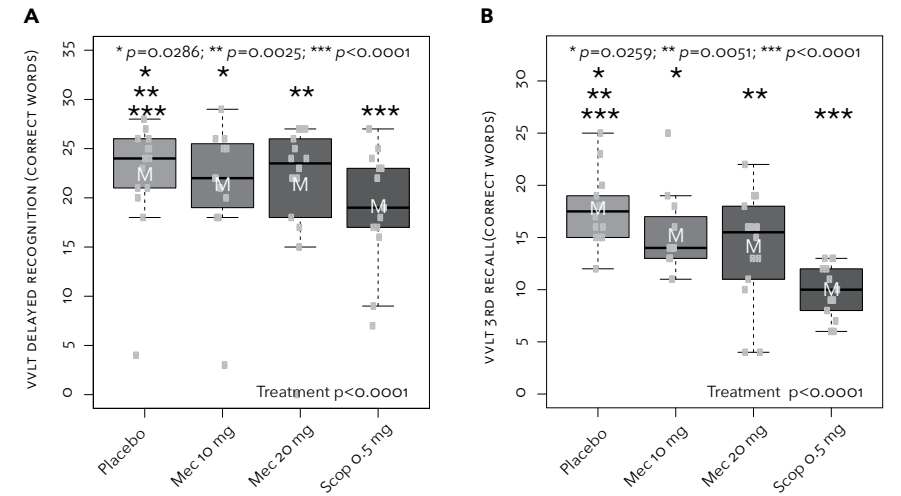 A
VVLT DELAYED RECOGNITION (CORRECT WORDS)
35
30
25
20
15
10
5
0
* p=0.0286; ** p=0.0025; *** p<0.0001
* *
** **
*** ***
M M M M
Treatment p<0.0001
Placebo
Mec 10 mg
Mec 20 mg
Scop 0.5 mg
B
VVLT 3RD RECALL(CORRECT WORDS)
30
25
20
15
10
5
0
* p=0.0259; ** p=0.0051; *** p<0.0001
* *
** **
*** ***
M M M M
Treatment p<0.0001
Placebo
Mec 10 mg
Mec 20 mg
Scop 0.5 mg